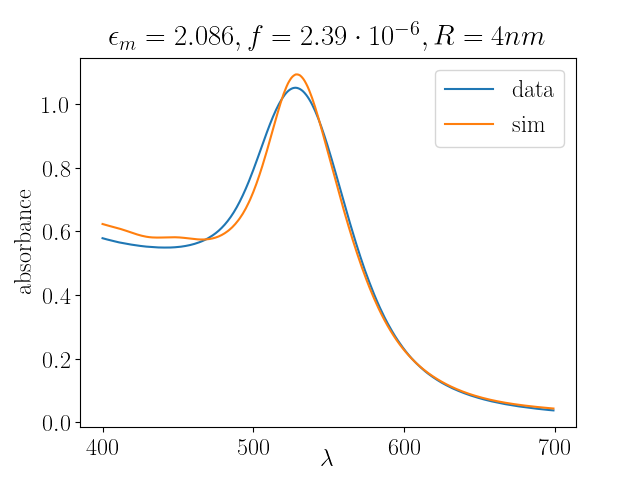 ϵₘ = 2.086, f = 2.39 · 10⁻⁶, R = 4nm
data
sim
absorbance
1.0
0.8
0.6
0.4
0.2
0.0
400
500
600
700
λ